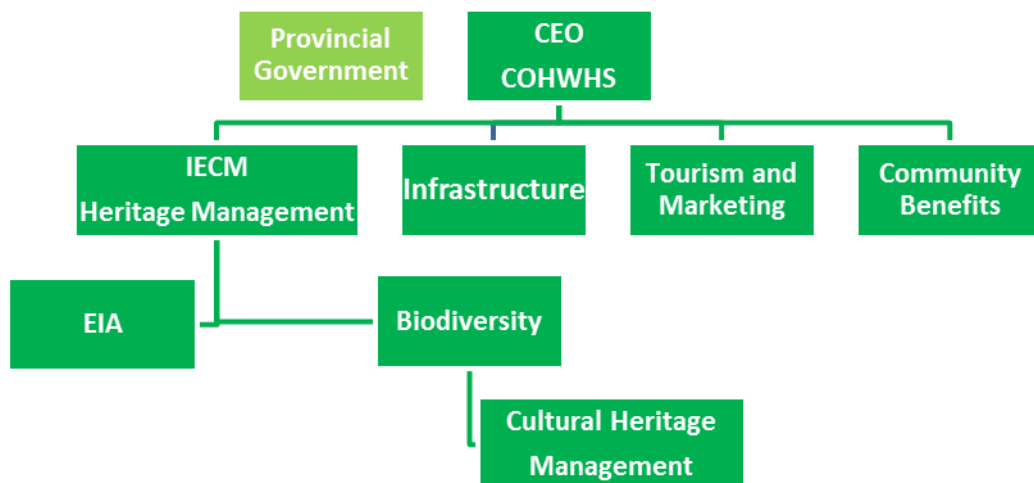 Provincial
Government
CEO
COHWHS
IECM
Heritage Management
Infrastructure
Tourism and
Marketing
Community
Benefits
EIA
Biodiversity
Cultural Heritage
Management